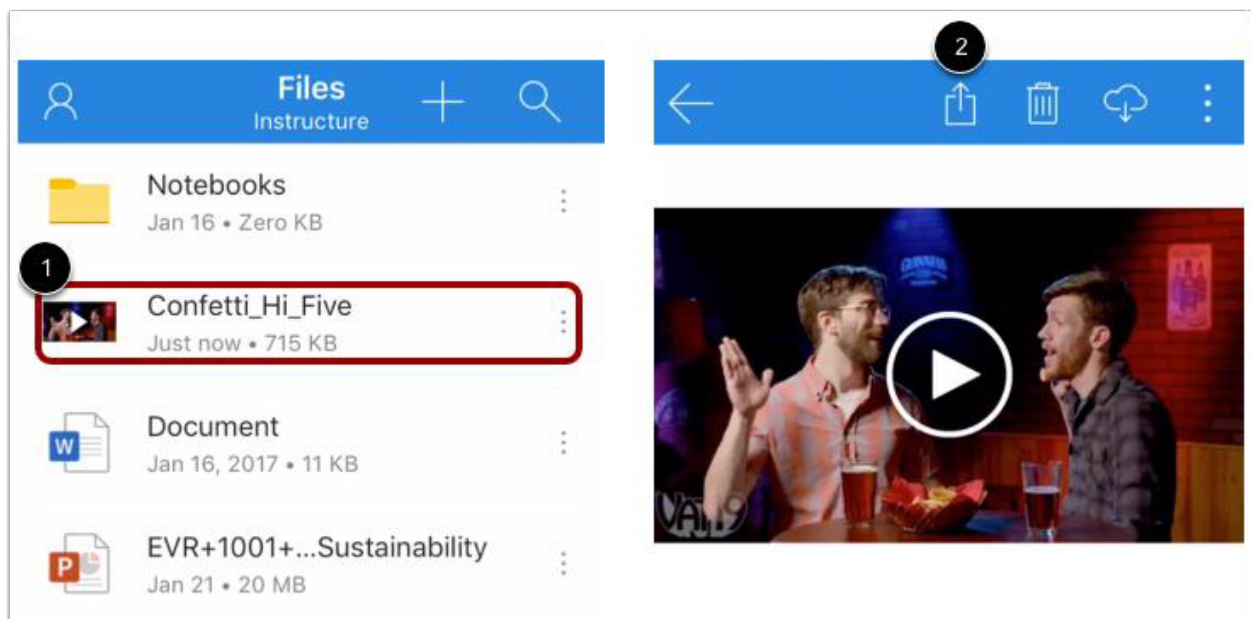 2
Files
Instructure
Notebooks
Jan 16 • Zero KB
1
Confetti_Hi_Five
Just now • 715 KB
W
Document
Jan 16, 2017 • 11 KB
P
EVR+1001+...Sustainability
Jan 21 • 20 MB
GUINNESS